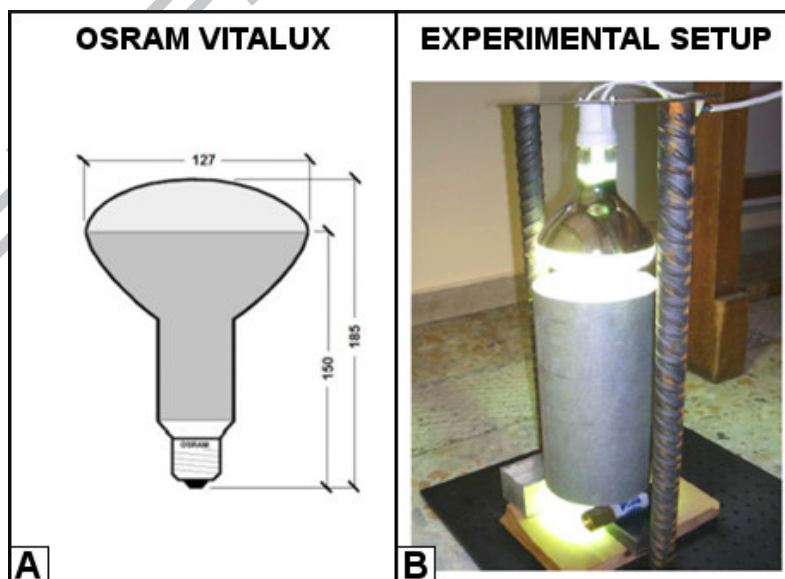 OSRAM VITALUX
127
150
185
OSRAM
A
EXPERIMENTAL SETUP
B